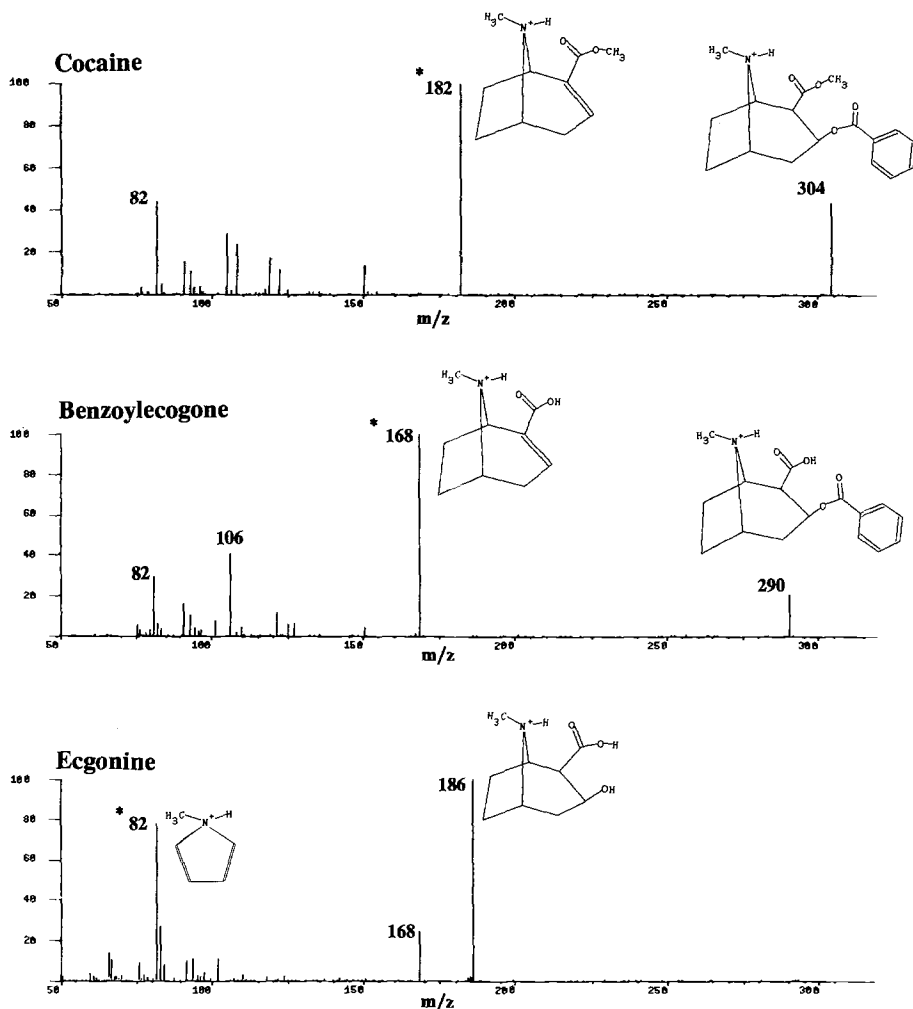 Cocaine
H₃C N⁺ H
O
O CH₃
* 182
H₃C N⁺ H
O
O CH₃
O
O
304
100
80
60
40
20
82
50 100 150 200 250 300
m/z
Benzoylecogone
H₃C N⁺ H
O
OH
* 168
H₃C N⁺ H
O
OH
O
O
290
100
80
60
40
20
82
106
50 100 150 200 250 300
m/z
Ecgonine
H₃C N⁺ H
O
O H
OH
186
* 82
H₃C N⁺ H
168
100
80
60
40
20
50 100 150 200 250 300
m/z